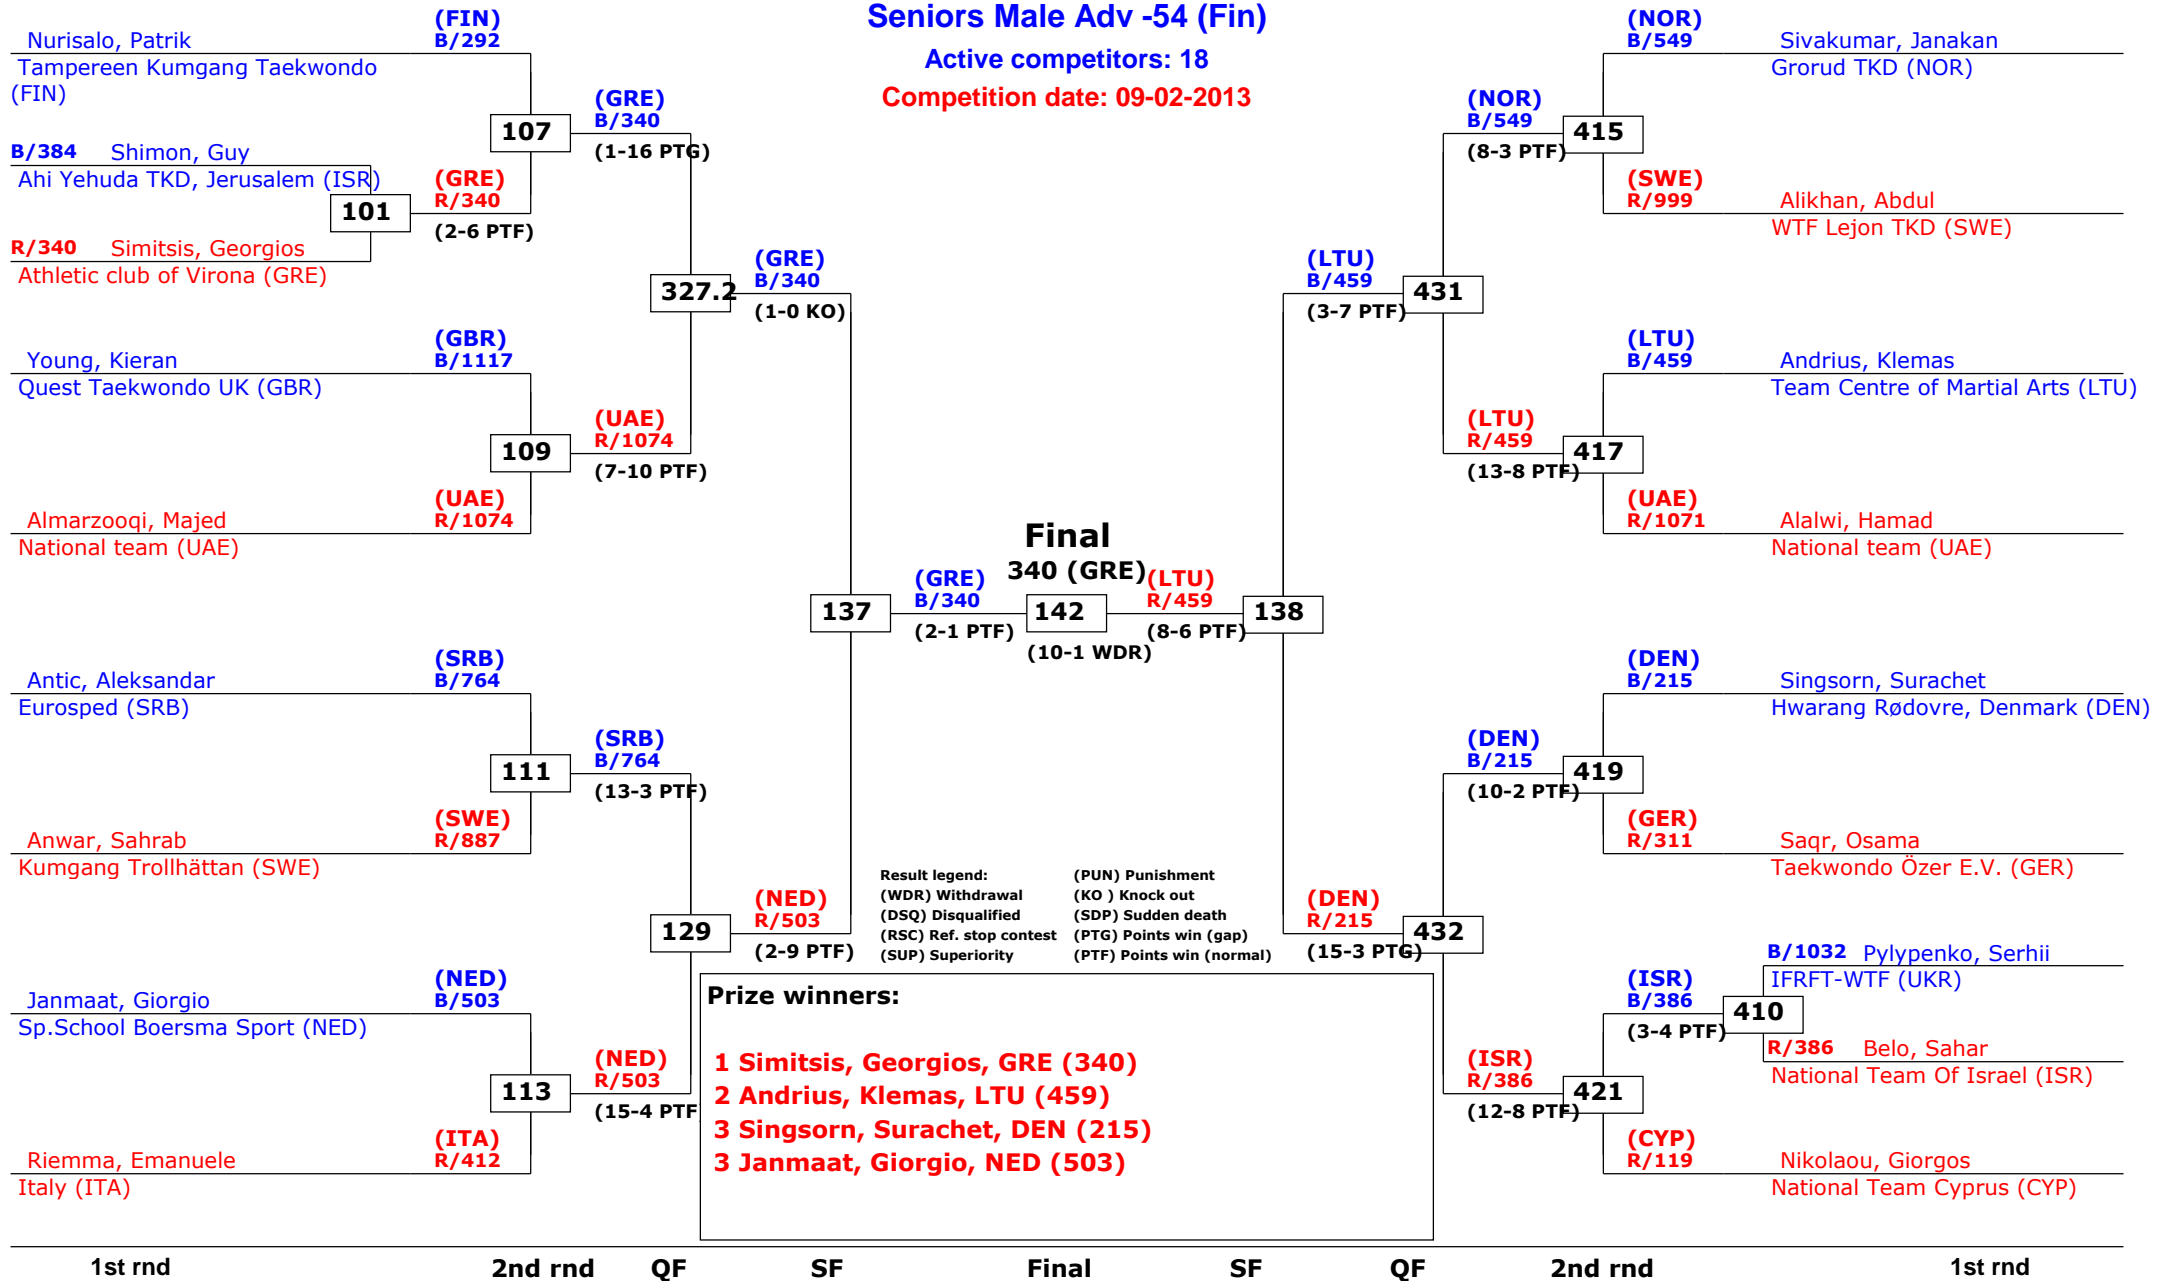 Seniors Male Adv -54 (Fin)
Active competitors: 18
Competition date: 09-02-2013
(FIN)
Nurisalo, Patrik B/292
Tampereen Kumgang Taekwondo
(FIN)
107
(GRE)
B/340
(1-16 PTG)
B/384 Shimon, Guy
Ahi Yehuda TKD, Jerusalem (ISR)
101
(GRE)
R/340
(2-6 PTF)
R/340 Simitsis, Georgios
Athletic club of Virona (GRE)
327.2
(GRE)
B/340
(1-0 KO)
(GBR)
Young, Kieran B/1117
Quest Taekwondo UK (GBR)
109
(UAE)
R/1074
(7-10 PTF)
(UAE)
Almarzooqi, Majed R/1074
National team (UAE)
137
(GRE)
B/340
(2-1 PTF)
(SRB)
Antic, Aleksandar B/764
Eurosped (SRB)
111
(SRB)
B/764
(13-3 PTF)
(SWE)
Anwar, Sahrab R/887
Kumgang Trollhättan (SWE)
129
(NED)
R/503
(2-9 PTF)
(NED)
Janmaat, Giorgio B/503
Sp.School Boersma Sport (NED)
113
(NED)
R/503
(15-4 PTF
(ITA)
Riemma, Emanuele R/412
Italy (ITA)
Final
340 (GRE)
142
(10-1 WDR)
(LTU)
R/459
(8-6 PTF)
138
(NOR)
B/549 Sivakumar, Janakan
Grorud TKD (NOR)
(NOR)
B/549
(8-3 PTF)
415
(SWE)
R/999 Alikhan, Abdul
WTF Lejon TKD (SWE)
(LTU)
B/459
(3-7 PTF)
431
(LTU)
B/459 Andrius, Klemas
Team Centre of Martial Arts (LTU)
(LTU)
R/459
(13-8 PTF)
417
(UAE)
R/1071 Alalwi, Hamad
National team (UAE)
(DEN)
B/215 Singsorn, Surachet
Hwarang Rødovre, Denmark (DEN)
(DEN)
B/215
(10-2 PTF)
419
(GER)
R/311 Saqr, Osama
Taekwondo Özer E.V. (GER)
(DEN)
R/215
(15-3 PTG)
432
B/1032 Pylypenko, Serhii
IFRFT-WTF (UKR)
(ISR)
B/386
(3-4 PTF)
410
R/386 Belo, Sahar
National Team Of Israel (ISR)
(ISR)
R/386
(12-8 PTF)
421
(CYP)
R/119 Nikolaou, Giorgos
National Team Cyprus (CYP)
Result legend: (PUN) Punishment
(WDR) Withdrawal (KO ) Knock out
(DSQ) Disqualified (SDP) Sudden death
(RSC) Ref. stop contest (PTG) Points win (gap)
(SUP) Superiority (PTF) Points win (normal)
Prize winners:
1 Simitsis, Georgios, GRE (340)
2 Andrius, Klemas, LTU (459)
3 Singsorn, Surachet, DEN (215)
3 Janmaat, Giorgio, NED (503)
1st rnd 2nd rnd QF SF Final SF QF 2nd rnd 1st rnd